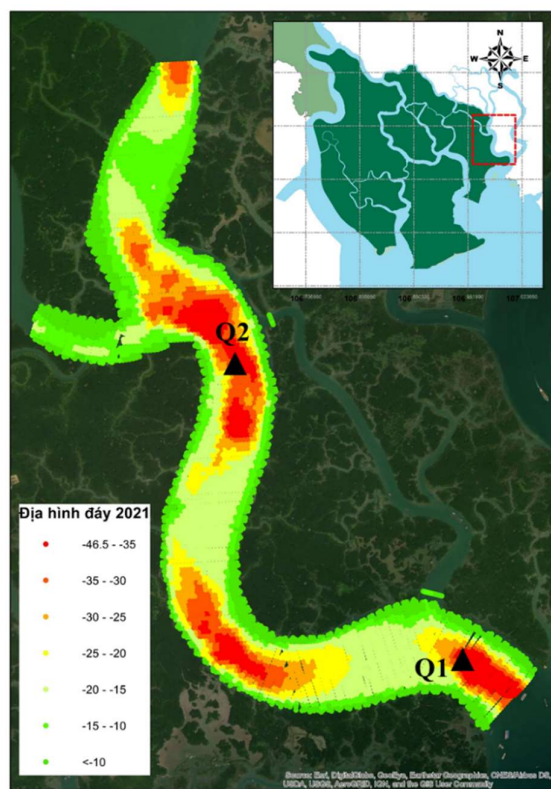 N
W E
S
Q2
Địa hình đáy 2021
-46.5 - -35
-35 - -30
-30 - -25
-25 - -20
-20 - -15
-15 - -10
<-10
Q1
Source: Esri, DigitalGlobe, GeoEye, Earthstar Geographics, CNES/Airbus DS,
USDA, USGS, AeroGRID, IGN, and the GIS User Community